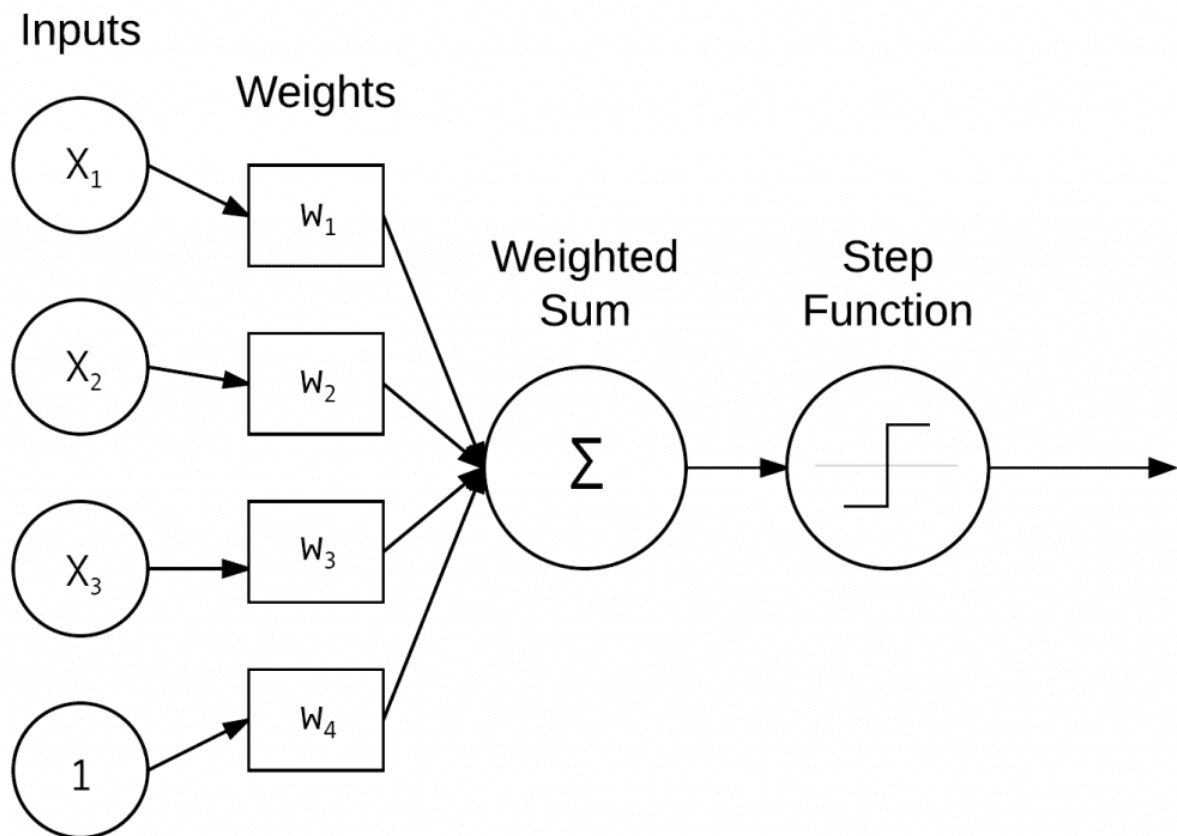 Inputs
Weights
X₁
w₁
Weighted
Sum
Step
Function
X₂
w₂
Σ
X₃
w₃
1
w₄